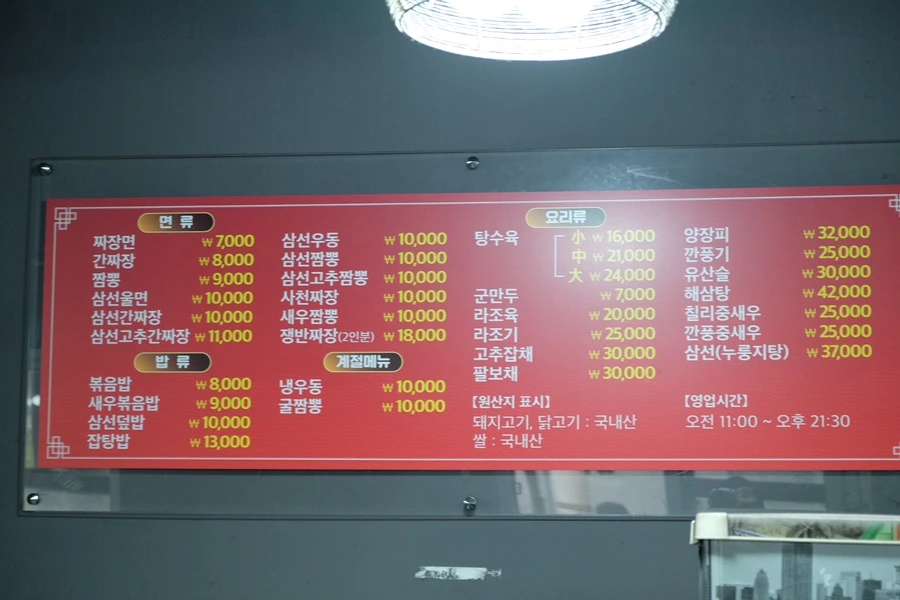 면 류
짜장면 ₩ 7,000
간짜장 ₩ 8,000
짬뽕 ₩ 9,000
삼선울면 ₩ 10,000
삼선간짜장 ₩ 10,000
삼선고추간짜장 ₩ 11,000
삼선우동 ₩ 10,000
삼선짬뽕 ₩ 10,000
삼선고추짬뽕 ₩ 10,000
사천짜장 ₩ 10,000
새우짬뽕 ₩ 10,000
쟁반짜장(2인분) ₩ 18,000
밥 류
볶음밥 ₩ 8,000
새우볶음밥 ₩ 9,000
삼선덮밥 ₩ 10,000
잡탕밥 ₩ 13,000
계절메뉴
냉우동 ₩ 10,000
굴짬뽕 ₩ 10,000
요리류
탕수육 小 ₩ 16,000
中 ₩ 21,000
大 ₩ 24,000
군만두 ₩ 7,000
라조육 ₩ 20,000
라조기 ₩ 25,000
고추잡채 ₩ 30,000
팔보채 ₩ 30,000
양장피 ₩ 32,000
깐풍기 ₩ 25,000
유산슬 ₩ 30,000
해삼탕 ₩ 42,000
칠리중새우 ₩ 25,000
깐풍중새우 ₩ 25,000
삼선(누룽지탕) ₩ 37,000
【원산지 표시】
돼지고기, 닭고기 : 국내산
쌀 : 국내산
【영업시간】
오전 11:00 ~ 오후 21:30